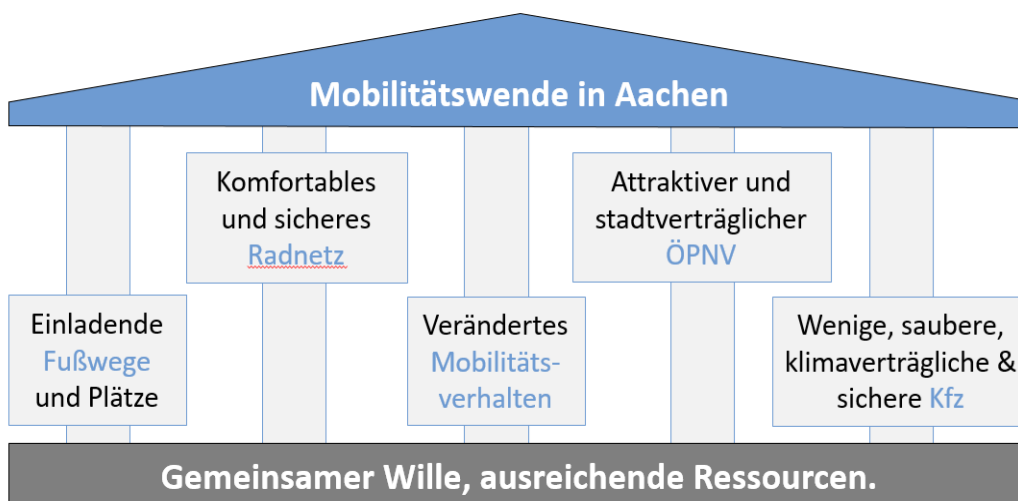 Mobilitätswende in Aachen
Einladende
Fußwege
und Plätze
Komfortables
und sicheres
Radnetz
Verändertes
Mobilitäts-
verhalten
Attraktiver und
stadtverträglicher
ÖPNV
Wenige, saubere,
klimaverträgliche &
sichere Kfz
Gemeinsamer Wille, ausreichende Ressourcen.